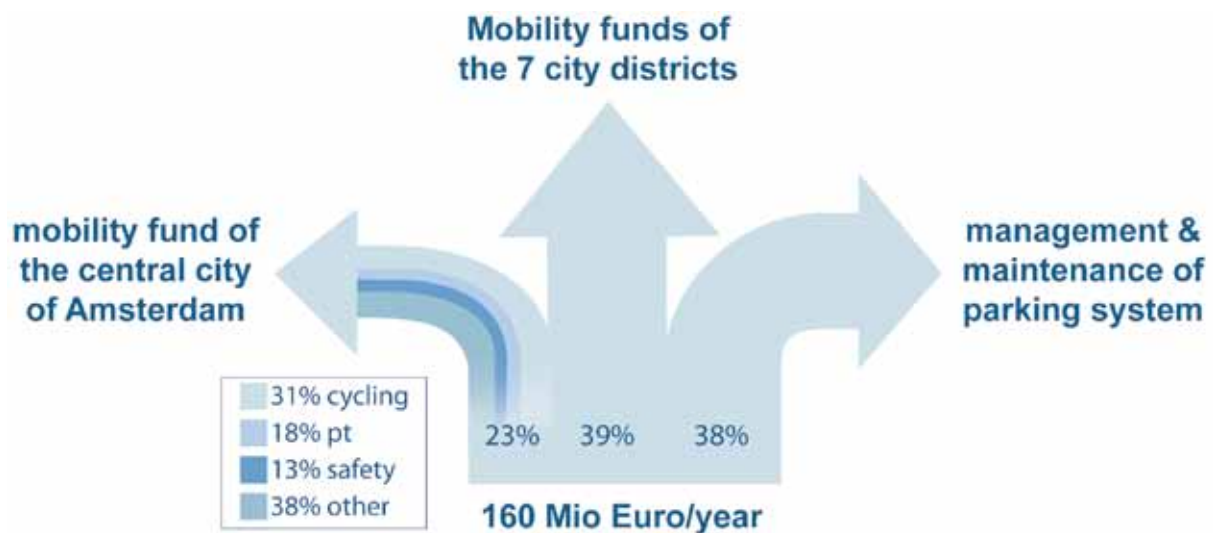 Mobility funds of
the 7 city districts
mobility fund of
the central city
of Amsterdam
management &
maintenance of
parking system
31% cycling
18% pt
13% safety
38% other
23%
39%
38%
160 Mio Euro/year